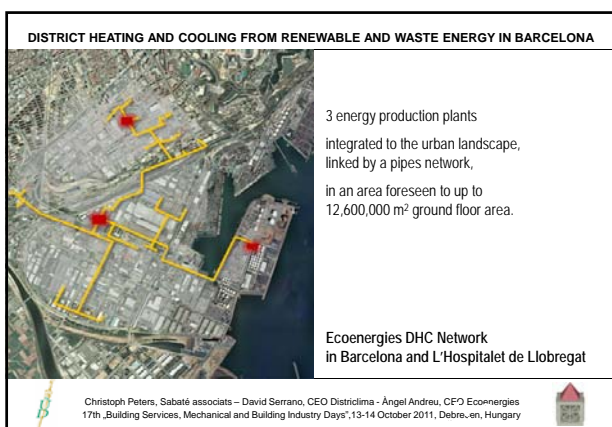 DISTRICT HEATING AND COOLING FROM RENEWABLE AND WASTE ENERGY IN BARCELONA
3 energy production plants
integrated to the urban landscape,
linked by a pipes network,
in an area foreseen to up to
12,600,000 m² ground floor area.
Ecoenergies DHC Network
in Barcelona and L'Hospitalet de Llobregat
Christoph Peters, Sabaté associats – David Serrano, CEO Districlima - Àngel Andreu, Ecoenergies
17th „Building Services, Mechanical and Building Industry Days",13-14 October 2011, Debrecen, Hungary